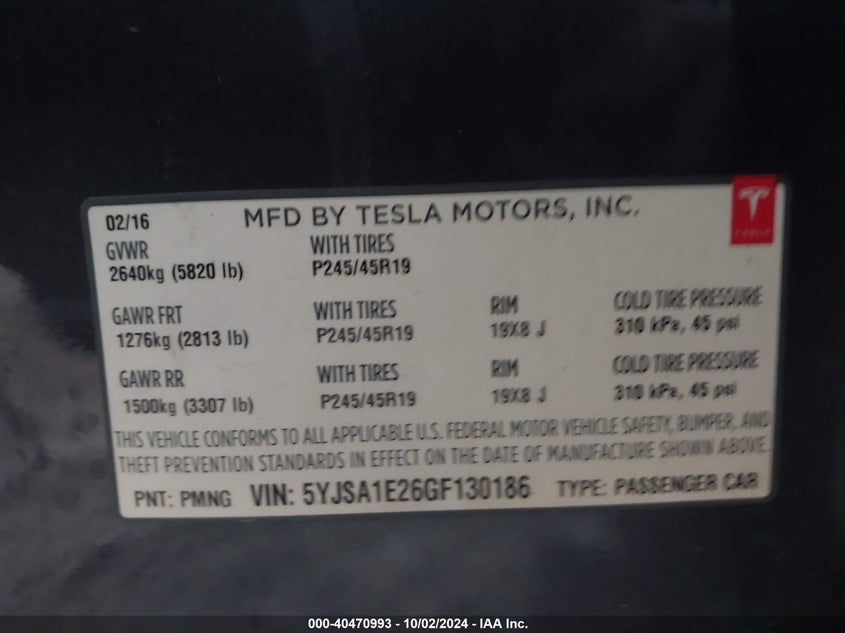 02/16 MFD BY TESLA MOTORS, INC.
TESLA
GVWR WITH TIRES
2640kg (5820 lb) P245/45R19
GAWR FRT WITH TIRES RIM COLD TIRE PRESSURE
1276kg (2813 lb) P245/45R19 19X8 J 310 kPa, 45 psi
GAWR RR WITH TIRES RIM COLD TIRE PRESSURE
1500kg (3307 lb) P245/45R19 19X8 J 310 kPa, 45 psi
THIS VEHICLE CONFORMS TO ALL APPLICABLE U.S. FEDERAL MOTOR VEHICLE SAFETY, BUMPER, AND
THEFT PREVENTION STANDARDS IN EFFECT ON THE DATE OF MANUFACTURE SHOWN ABOVE.
PNT: PMNG VIN: 5YJSA1E26GF130186 TYPE: PASSENGER CAR
000-40470993 - 10/02/2024 - IAA Inc.